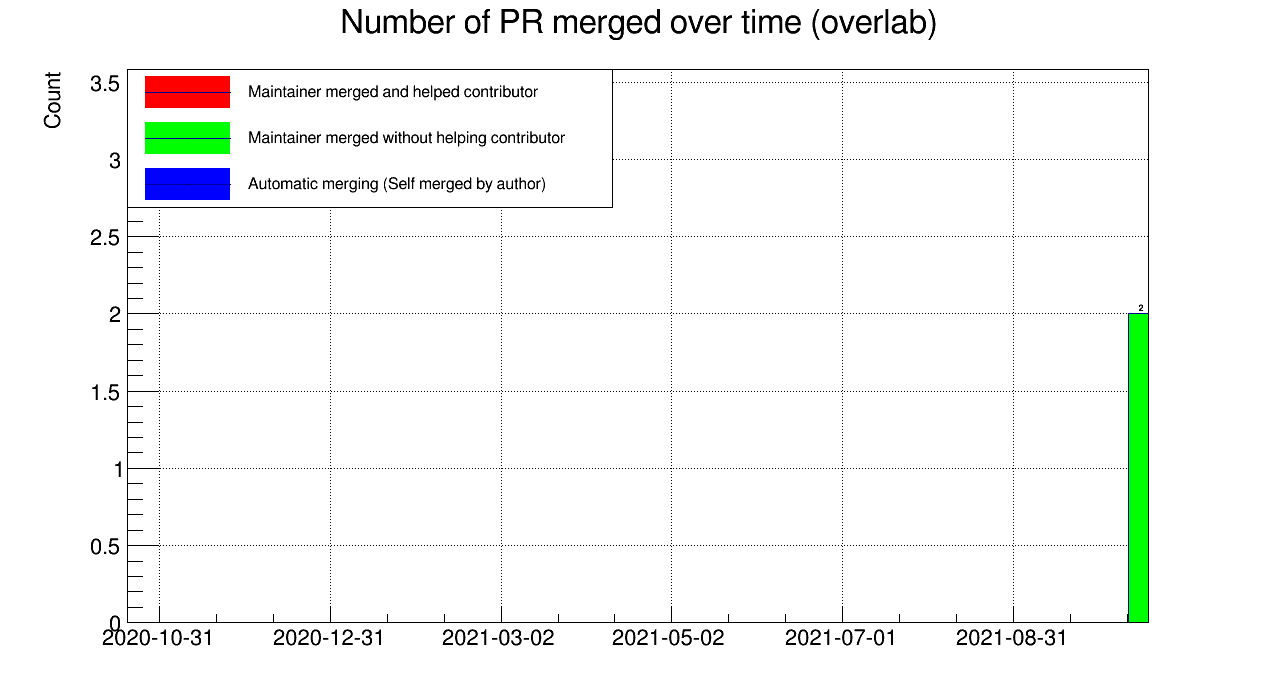 Number of PR merged over time (overlab)
Count
Maintainer merged and helped contributor
Maintainer merged without helping contributor
Automatic merging (Self merged by author)
3.5
3
2.5
2
1.5
1
0.5
0
2
2020-10-31 2020-12-31 2021-03-02 2021-05-02 2021-07-01 2021-08-31